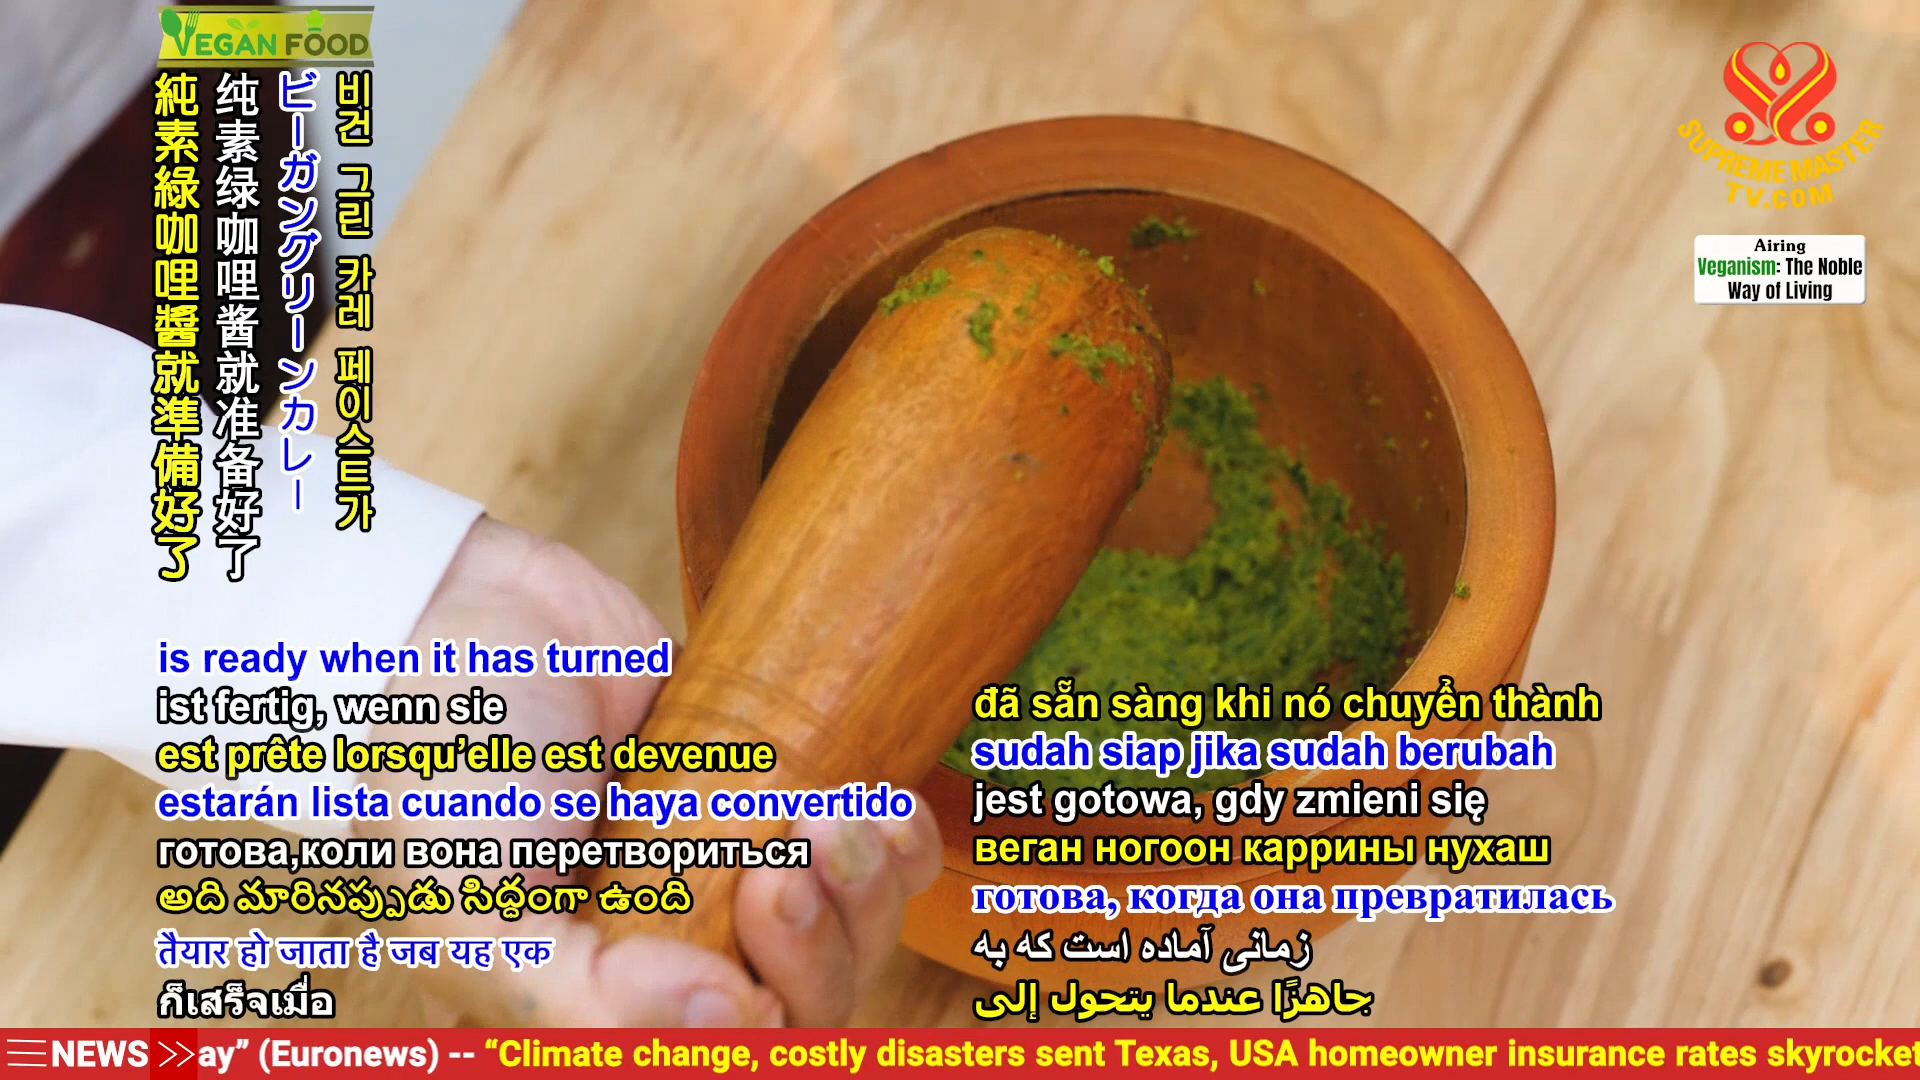 VEGAN FOOD
純素綠咖哩醬就準備好了
纯素绿咖哩酱就准备好了
ビーガングリーンカレー
비건 그린 카레 페이스트가
SUPREME MASTER
TV.COM
Airing
Veganism: The Noble
Way of Living
is ready when it has turned
ist fertig, wenn sie
est prête lorsqu’elle est devenue
estarán lista cuando se haya convertido
готова,коли вона перетвориться
అది మారినప్పుడు సిద్ధంగా ఉంది
तैयार हो जाता है जब यह एक
ก็เสร็จเมื่อ
đã sẵn sàng khi nó chuyển thành
sudah siap jika sudah berubah
jest gotowa, gdy zmieni się
веган ногоон каррины нухаш
готова, когда она превратилась
زمانی آماده است که به
جاهزًا عندما يتحول إلى
NEWS >> ay” (Euronews) -- “Climate change, costly disasters sent Texas, USA homeowner insurance rates skyrocket